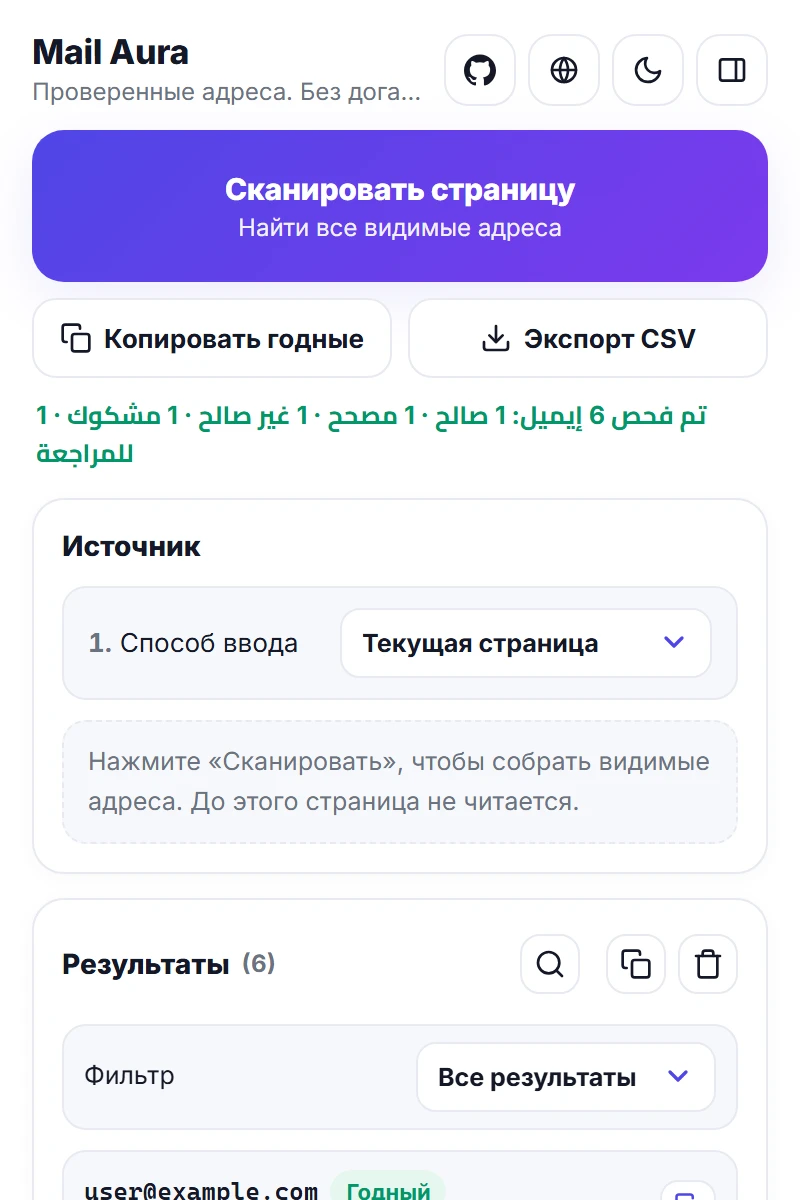 Mail Aura
Проверенные адреса. Без дога...
Сканировать страницу
Найти все видимые адреса
Копировать годные
Экспорт CSV
تم فحص 6 إيميل: 1 صالح · 1 مصحح · 1 غير صالح · 1 مشكوك · 1
للمراجعة
Источник
1. Способ ввода
Текущая страница
Нажмите «Сканировать», чтобы собрать видимые
адреса. До этого страница не читается.
Результаты (6)
Фильтр
Все результаты
user@example.com Годный